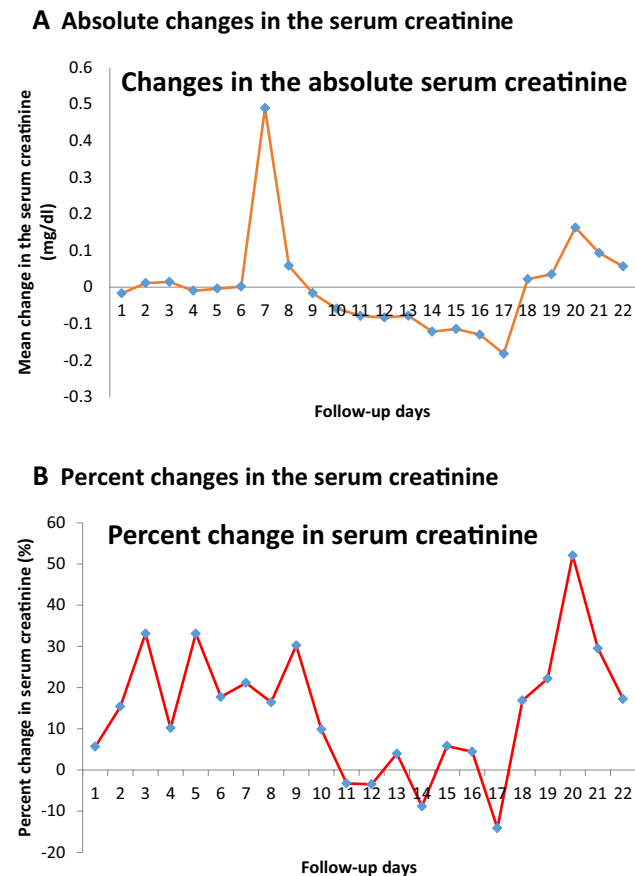 A Absolute changes in the serum creatinine
Changes in the absolute serum creatinine
Mean change in the serum creatinine
(mg/dl)
0.6
0.5
0.4
0.3
0.2
0.1
0
-0.1
-0.2
-0.3
1 2 3 4 5 6 7 8 9 10 11 12 13 14 15 16 17 18 19 20 21 22
Follow-up days
B Percent changes in the serum creatinine
Percent change in serum creatinine
Percent change in serum creatinine (%)
60
50
40
30
20
10
0
-10
-20
1 2 3 4 5 6 7 8 9 10 11 12 13 14 15 16 17 18 19 20 21 22
Follow-up days